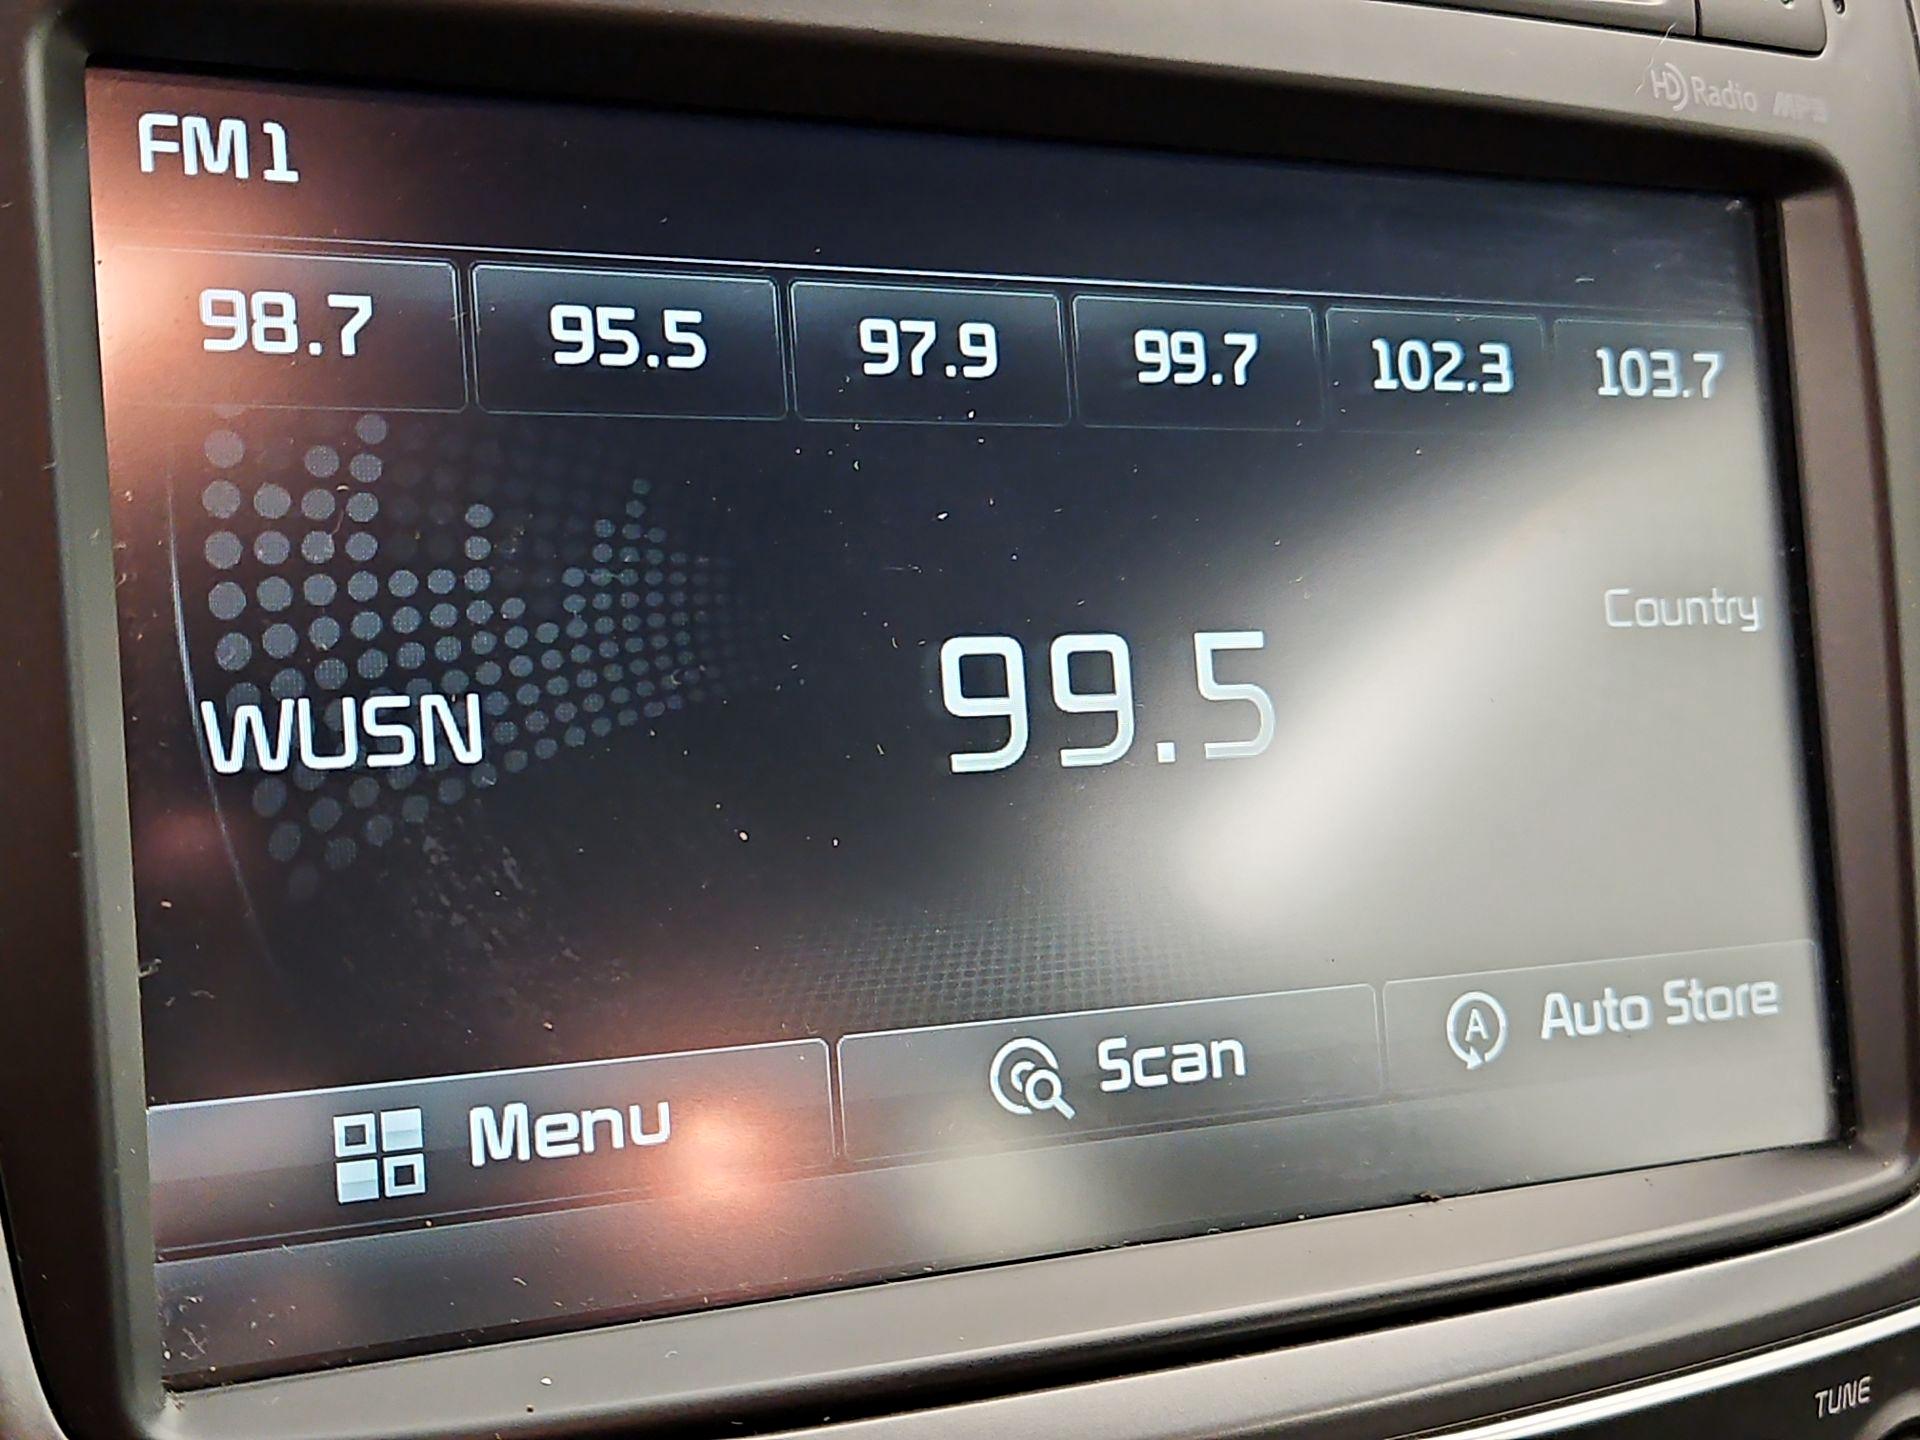 HD Radio MP3
FM1
98.7 95.5 97.9 99.7 102.3 103.7
Country
WUSN 99.5
Menu Scan A Auto Store
TUNE